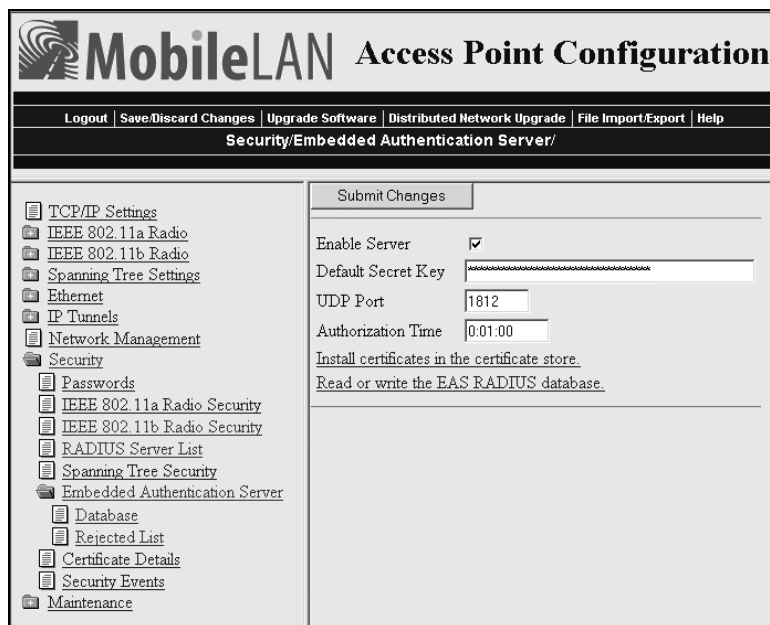 MobileLAN Access Point Configuration
Logout | Save/Discard Changes | Upgrade Software | Distributed Network Upgrade | File Import/Export | Help
Security/Embedded Authentication Server/
TCP/IP Settings
IEEE 802.11a Radio
IEEE 802.11b Radio
Spanning Tree Settings
Ethernet
IP Tunnels
Network Management
Security
Passwords
IEEE 802.11a Radio Security
IEEE 802.11b Radio Security
RADIUS Server List
Spanning Tree Security
Embedded Authentication Server
Database
Rejected List
Certificate Details
Security Events
Maintenance
Submit Changes
Enable Server
Default Secret Key
UDP Port 1812
Authorization Time 0:01:00
Install certificates in the certificate store.
Read or write the EAS RADIUS database.